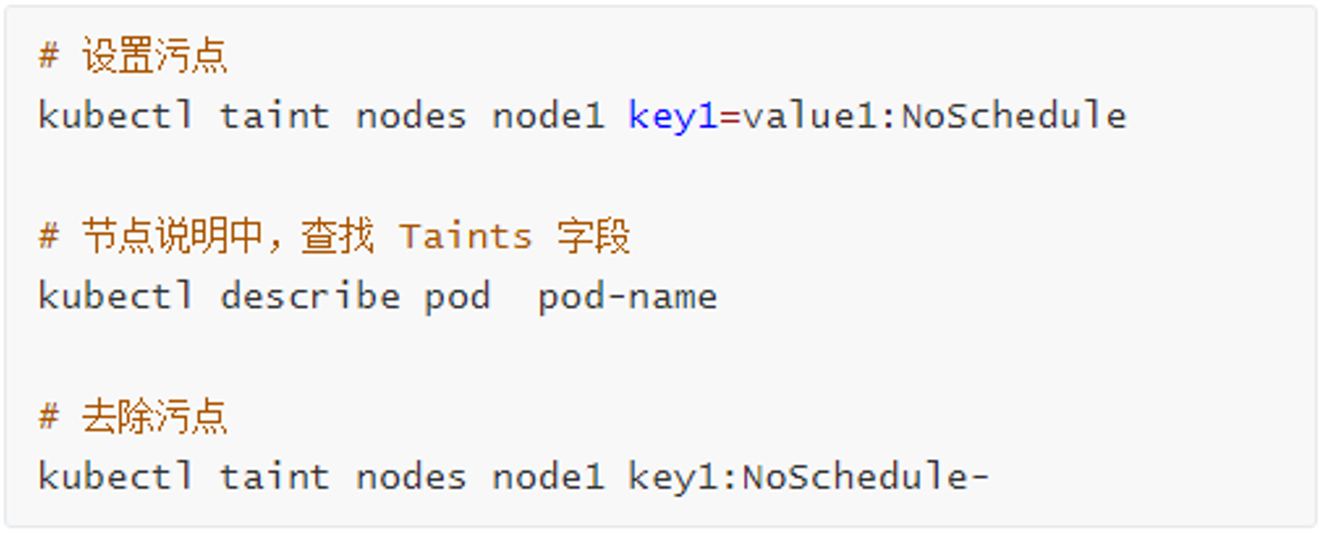 # 设置污点
kubectl taint nodes node1 key1=value1:NoSchedule
# 节点说明中，查找 Taints 字段
kubectl describe pod  pod-name
# 去除污点
kubectl taint nodes node1 key1:NoSchedule-